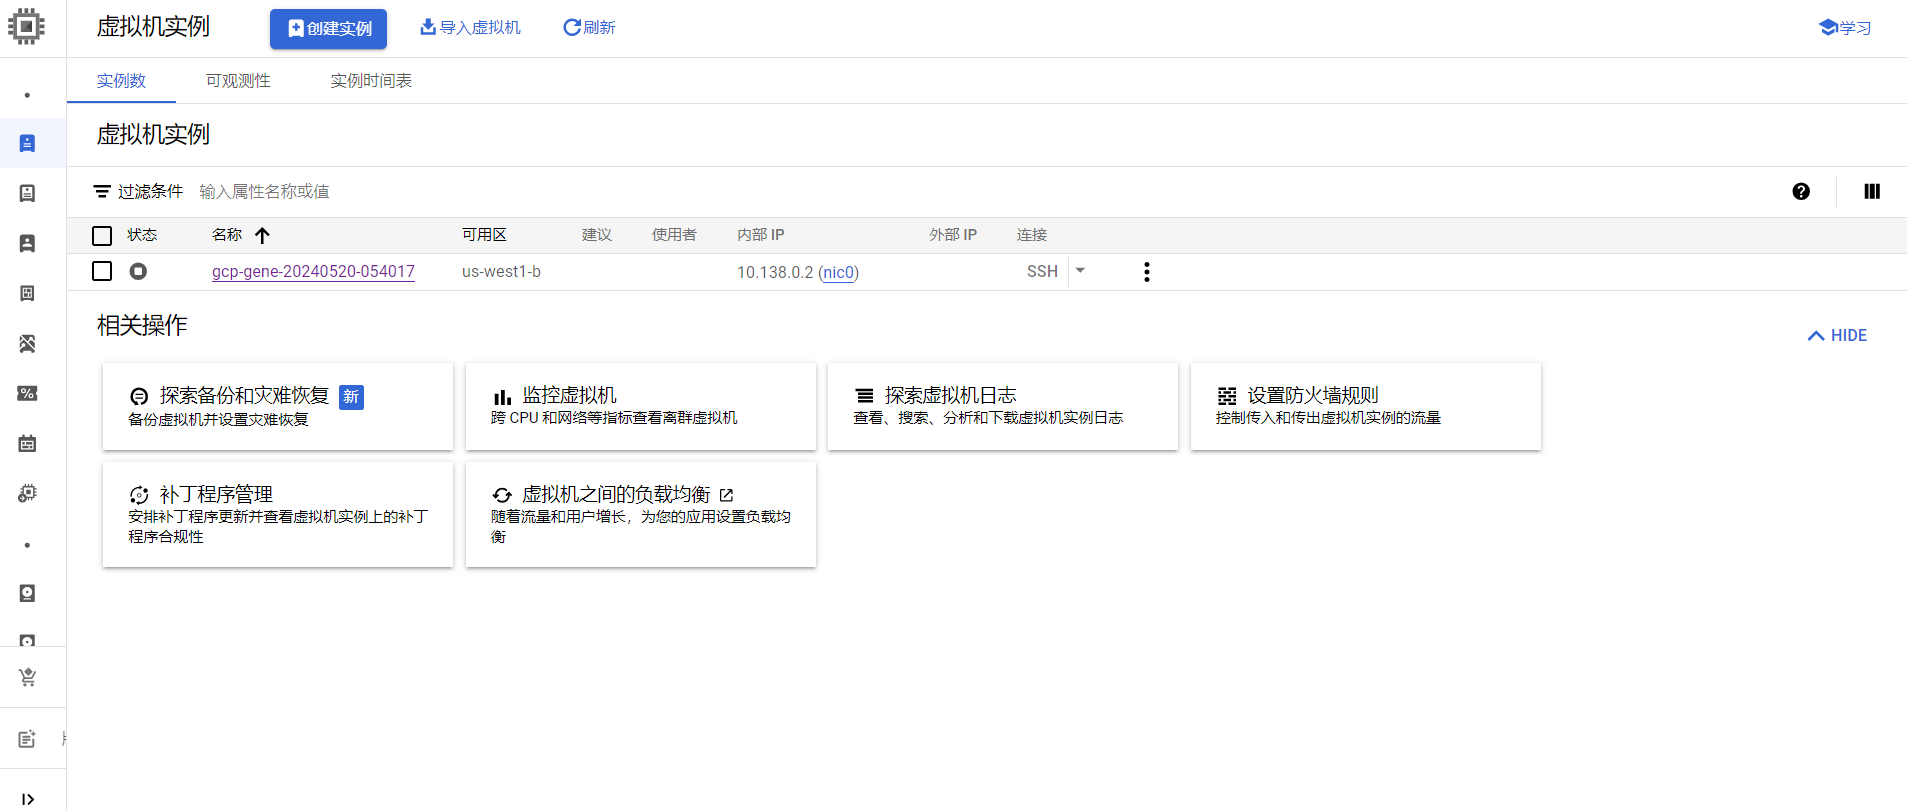 虚拟机实例
创建实例
导入虚拟机
刷新
学习
实例数
可观测性
实例时间表
虚拟机实例
过滤条件
输入属性名称或值
状态
名称
可用区
建议
使用者
内部 IP
外部 IP
连接
gcp-gene-20240520-054017
us-west1-b
10.138.0.2 (nic0)
SSH
相关操作
HIDE
探索备份和灾难恢复 新
备份虚拟机并设置灾难恢复
监控虚拟机
跨 CPU 和网络等指标查看离群虚拟机
探索虚拟机日志
查看、搜索、分析和下载虚拟机实例日志
设置防火墙规则
控制传入和传出虚拟机实例的流量
补丁程序管理
安排补丁程序更新并查看虚拟机实例上的补丁
程序合规性
虚拟机之间的负载均衡
随着流量和用户增长，为您的应用设置负载均
衡